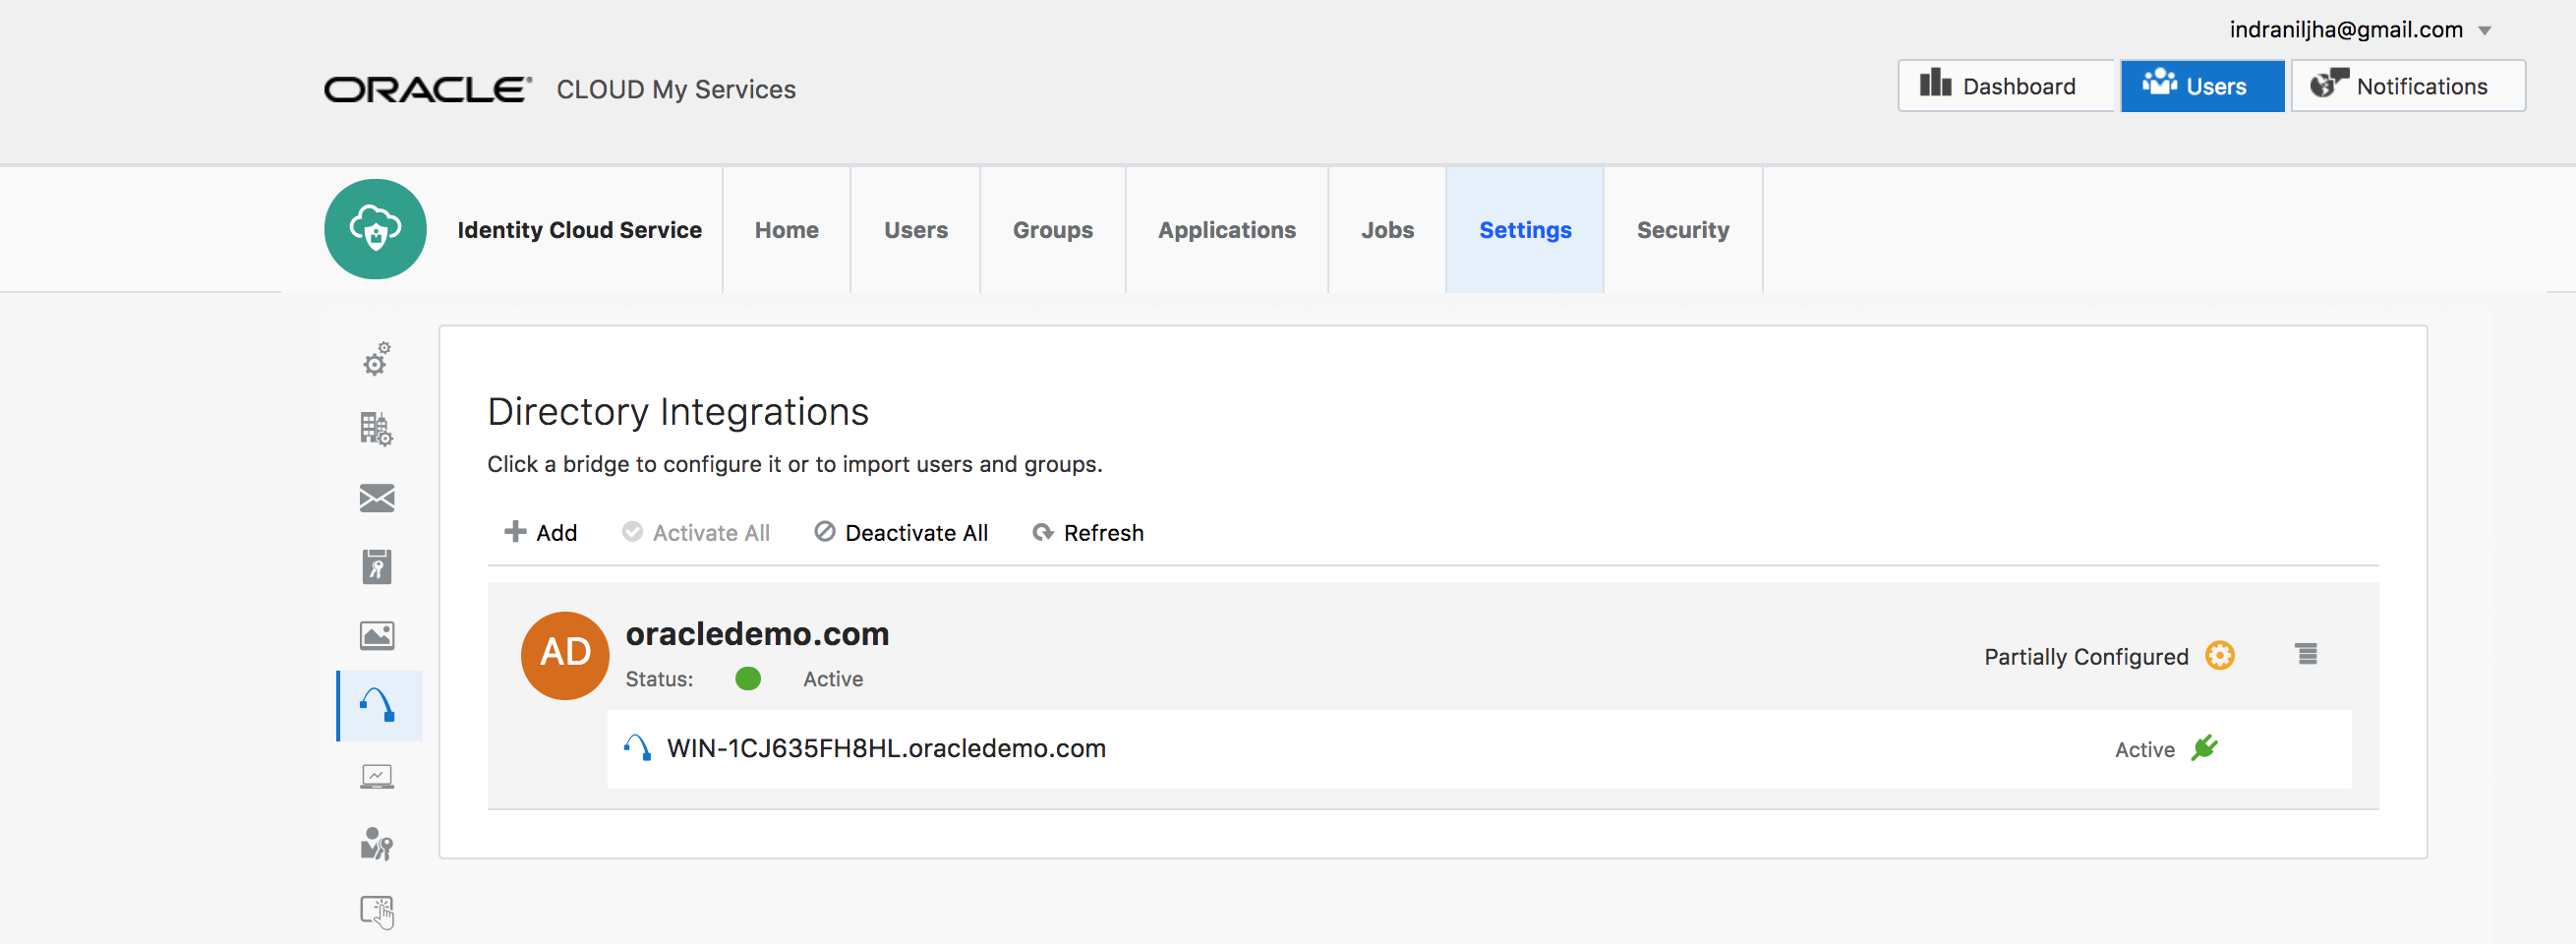 indraniljha@gmail.com
ORACLE® CLOUD My Services
Dashboard Users Notifications
Identity Cloud Service Home Users Groups Applications Jobs Settings Security
Directory Integrations
Click a bridge to configure it or to import users and groups.
Add Activate All Deactivate All Refresh
AD oracledemo.com
Status: Active
Partially Configured
WIN-1CJ635FH8HL.oracledemo.com Active